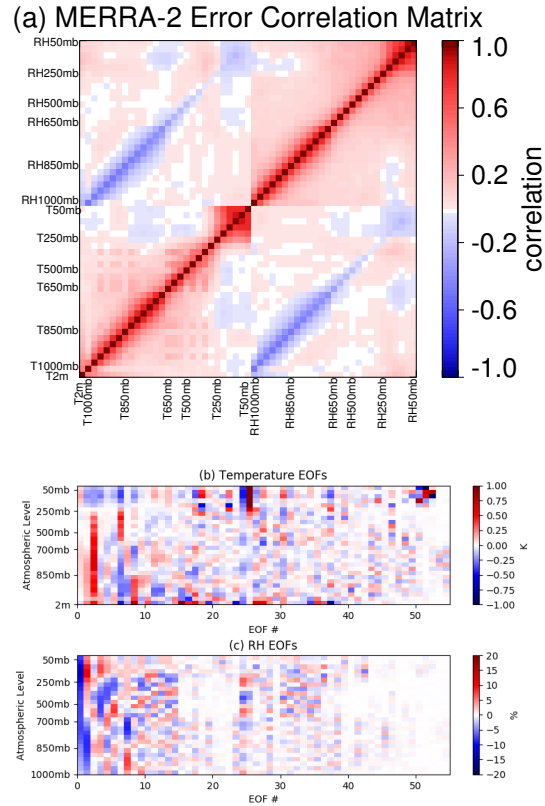 (a) MERRA-2 Error Correlation Matrix
RH50mb
RH250mb
RH500mb
RH650mb
RH850mb
RH1000mb
T50mb
T250mb
T500mb
T650mb
T850mb
T1000mb
T2m
T2m
T1000mb
T850mb
T650mb
T500mb
T250mb
T50mb
RH1000mb
RH850mb
RH650mb
RH500mb
RH250mb
RH50mb
1.0
0.6
0.2
-0.2
-0.6
-1.0
correlation
(b) Temperature EOFs
Atmospheric Level
50mb
250mb
500mb
700mb
850mb
2m
0 10 20 30 40 50
EOF #
1.00
0.75
0.50
0.25
0.00
−0.25
−0.50
−0.75
−1.00
K
(c) RH EOFs
Atmospheric Level
50mb
250mb
500mb
700mb
850mb
1000mb
0 10 20 30 40 50
EOF #
20
15
10
5
0
−5
−10
−15
−20
%